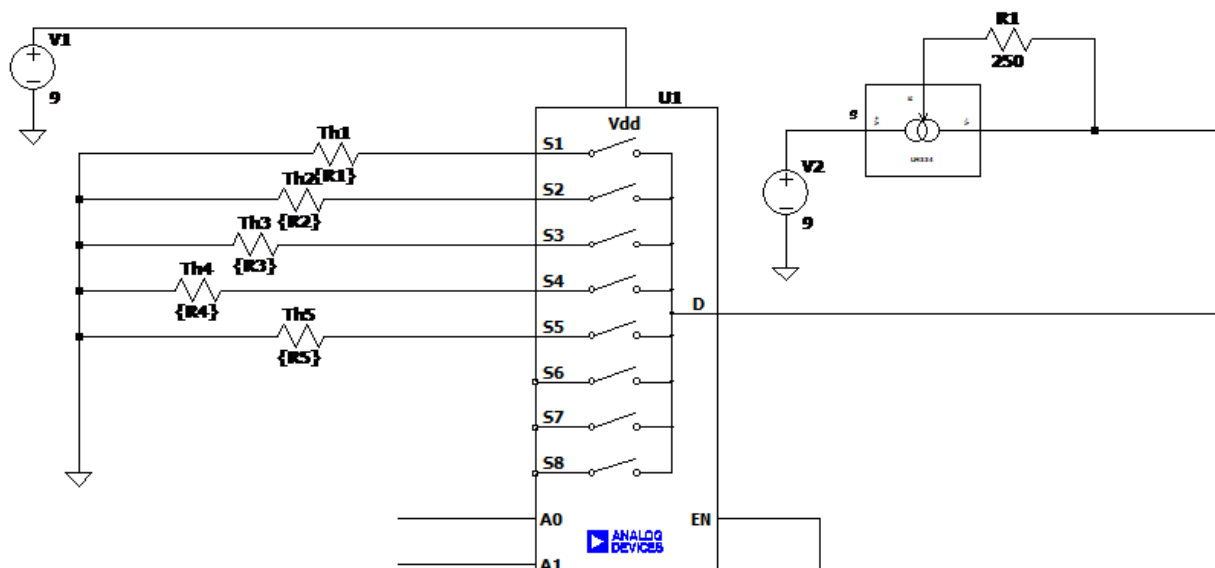 V1
9
Th1
{R1}
Th2
{R2}
Th3
{R3}
Th4
{R4}
Th5
{R5}
U1
Vdd
S1
S2
S3
S4
S5
S6
S7
S8
D
A0
EN
ANALOG
DEVICES
A1
R1
250
LM334
V2
9